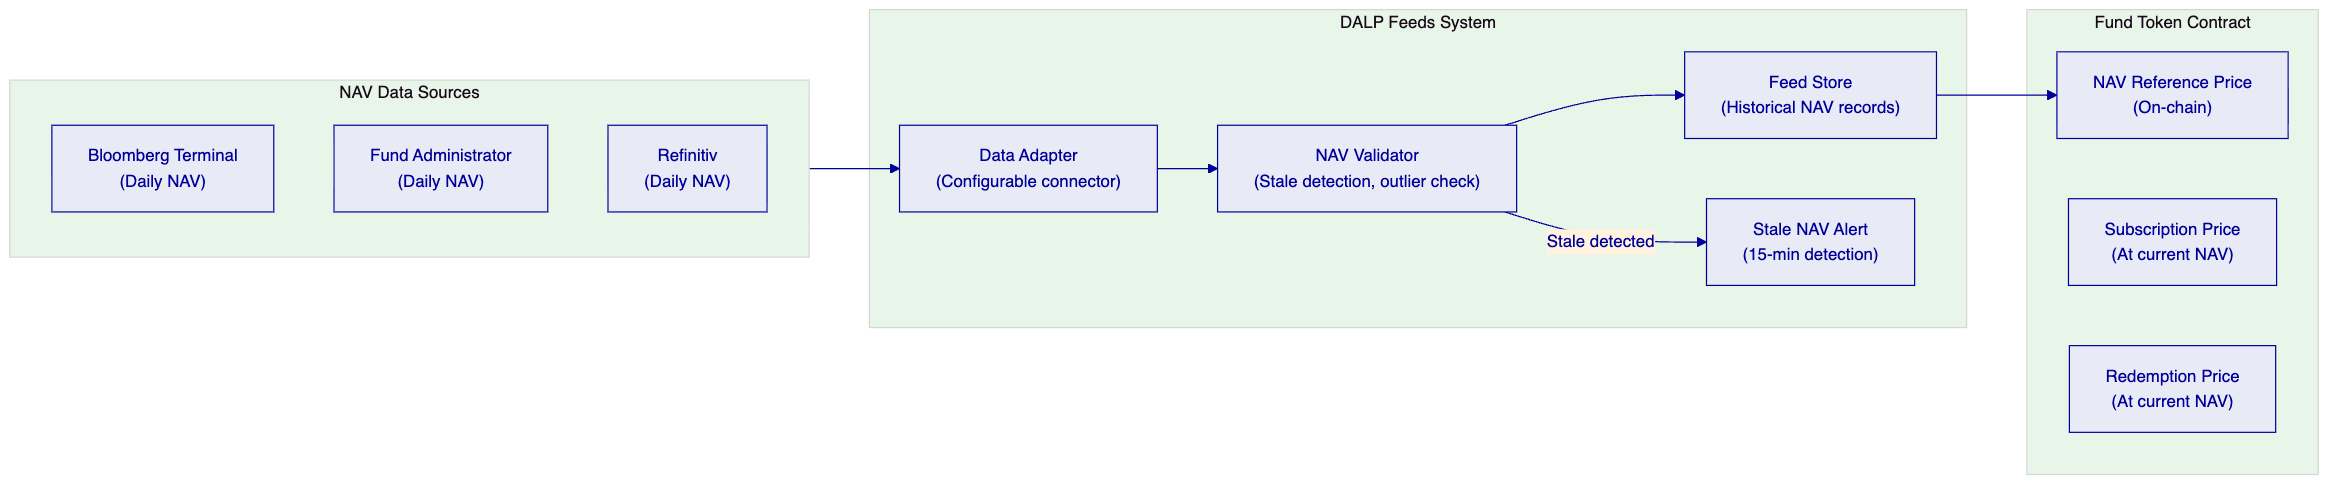 NAV Data Sources
Bloomberg Terminal
(Daily NAV)
Fund Administrator
(Daily NAV)
Refinitiv
(Daily NAV)
DALP Feeds System
Data Adapter
(Configurable connector)
NAV Validator
(Stale detection, outlier check)
Stale detected
Feed Store
(Historical NAV records)
Stale NAV Alert
(15-min detection)
Fund Token Contract
NAV Reference Price
(On-chain)
Subscription Price
(At current NAV)
Redemption Price
(At current NAV)